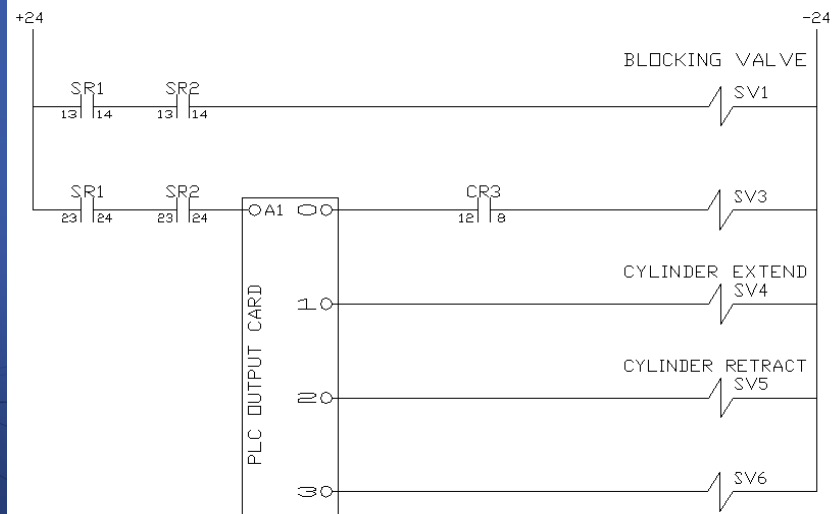 +24 -24
BLOCKING VALVE
SR1 SR2 SV1
13 14 13 14
SR1 SR2 CR3 SV3
23 24 23 24 A1 0 12 8
CYLINDER EXTEND
SV4
1
CYLINDER RETRACT
SV5
2
PLC OUTPUT CARD
SV6
3